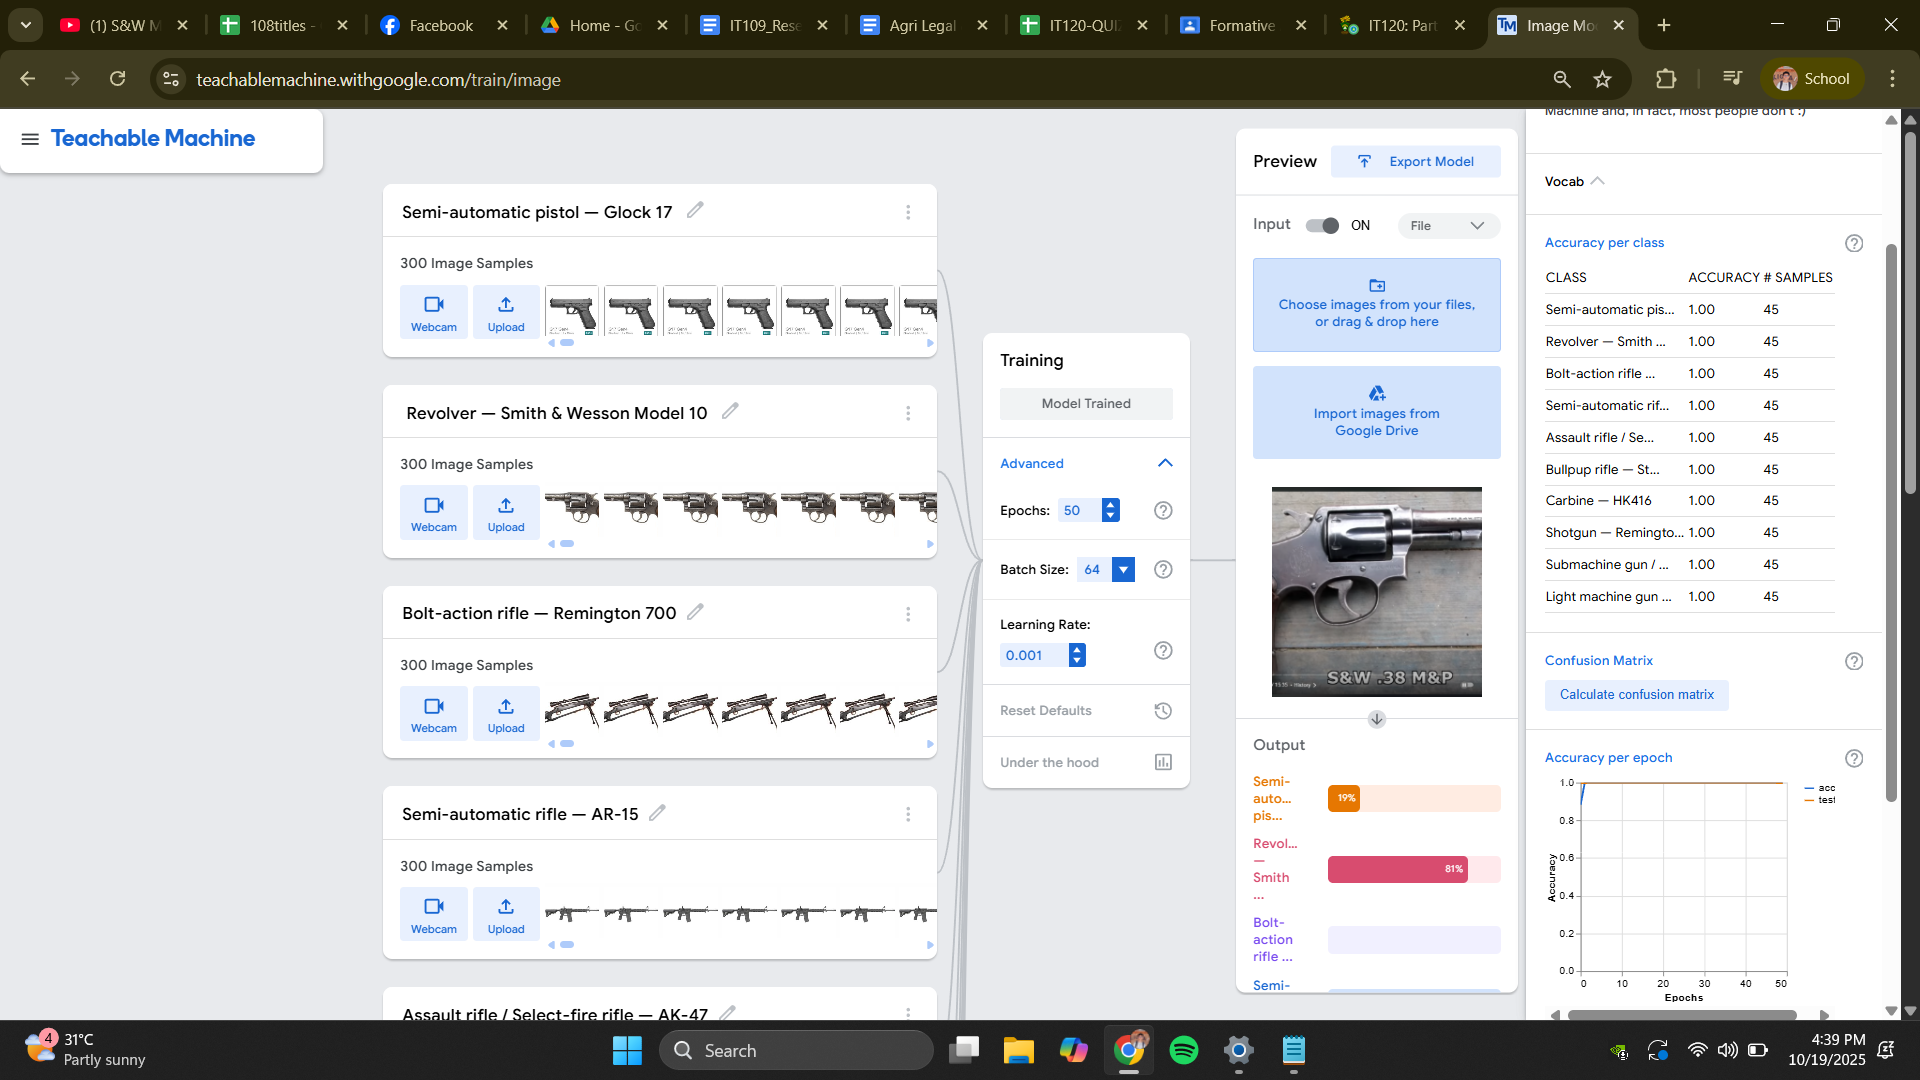 (1) S&W M
108titles -
Facebook
Home - Go
IT109_Rese
Agri Legal
IT120-QUI
Formative
IT120: Part
Image Mo
teachablemachine.withgoogle.com/train/image
School
Teachable Machine
Semi-automatic pistol — Glock 17
300 Image Samples
Webcam
Upload
Revolver — Smith & Wesson Model 10
300 Image Samples
Webcam
Upload
Bolt-action rifle — Remington 700
300 Image Samples
Webcam
Upload
Semi-automatic rifle — AR-15
300 Image Samples
Webcam
Upload
Assault rifle / Select-fire rifle — AK-47
Training
Model Trained
Advanced
Epochs: 50
Batch Size: 64
Learning Rate:
0.001
Reset Defaults
Under the hood
Preview
Export Model
Input ON File
Choose images from your files,
or drag & drop here
Import images from
Google Drive
S&W .38 M&P
Output
Semi-
auto...
pis...
19%
Revol...
—
Smith
...
81%
Bolt-
action
rifle ...
Semi-
Machine and, in fact, most people don't :)
Vocab
Accuracy per class
CLASS ACCURACY # SAMPLES
Semi-automatic pis... 1.00 45
Revolver — Smith ... 1.00 45
Bolt-action rifle ... 1.00 45
Semi-automatic rif... 1.00 45
Assault rifle / Se... 1.00 45
Bullpup rifle — St... 1.00 45
Carbine — HK416 1.00 45
Shotgun — Remingto... 1.00 45
Submachine gun / ... 1.00 45
Light machine gun ... 1.00 45
Confusion Matrix
Calculate confusion matrix
Accuracy per epoch
1.0
0.8
0.6
0.4
0.2
0.0
Accuracy
0 10 20 30 40 50
Epochs
acc
test
4
31°C
Partly sunny
Search
4:39 PM
10/19/2025